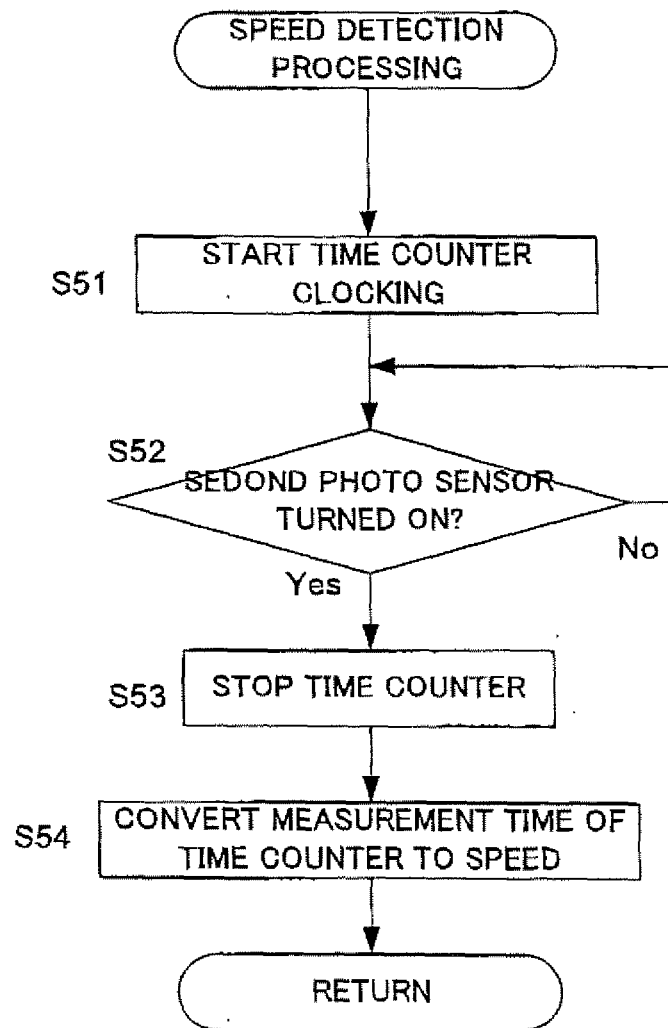 SPEED DETECTION
PROCESSING
S51
START TIME COUNTER
CLOCKING
S52
SEDOND PHOTO SENSOR
TURNED ON?
No
Yes
S53
STOP TIME COUNTER
S54
CONVERT MEASUREMENT TIME OF
TIME COUNTER TO SPEED
RETURN